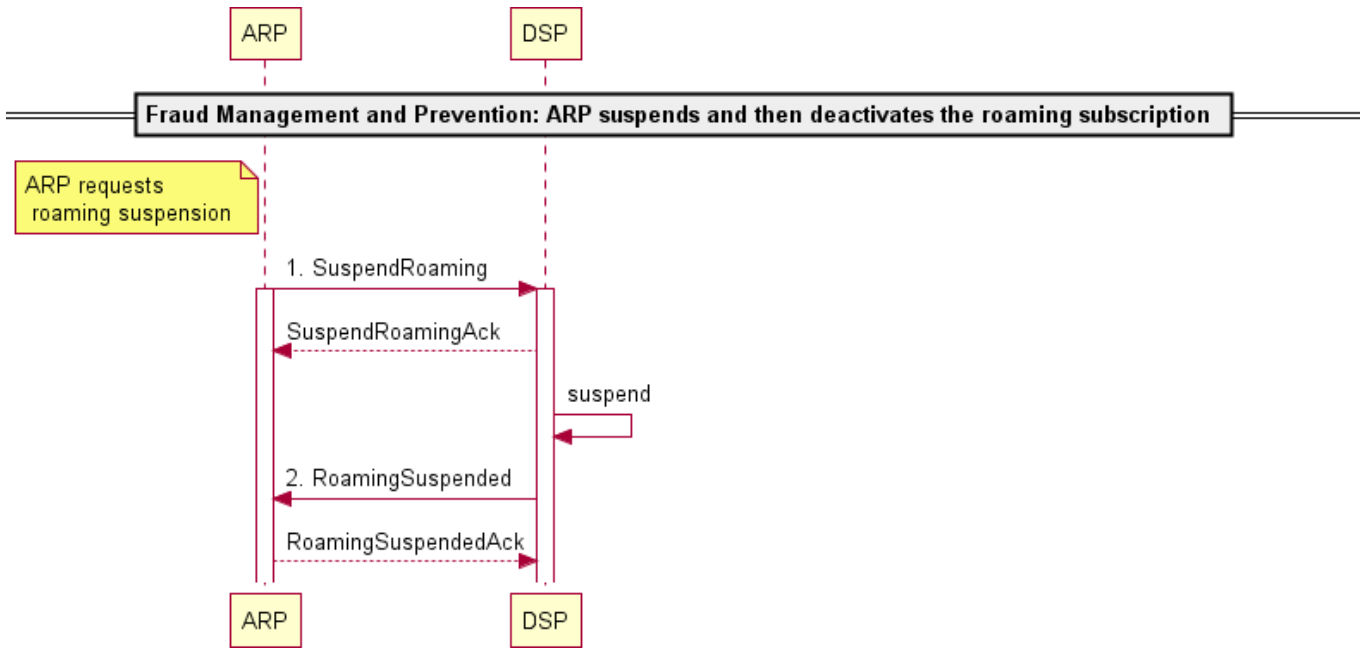 ARP
DSP
Fraud Management and Prevention: ARP suspends and then deactivates the roaming subscription
ARP requests
roaming suspension
1. SuspendRoaming
SuspendRoamingAck
suspend
2. RoamingSuspended
RoamingSuspendedAck
ARP
DSP